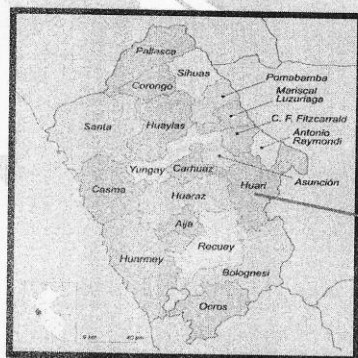 Pallasca
Sihuas
Corongo
Pomabamba
Mariscal
Luzuriaga
Santa
Huaylas
C. F. Fitzcarrald
Antonio
Raymondi
Yungay
Carhuaz
Asunción
Casma
Huari
Huaraz
Aija
Recuay
Huarmey
Bolognesi
Ocros